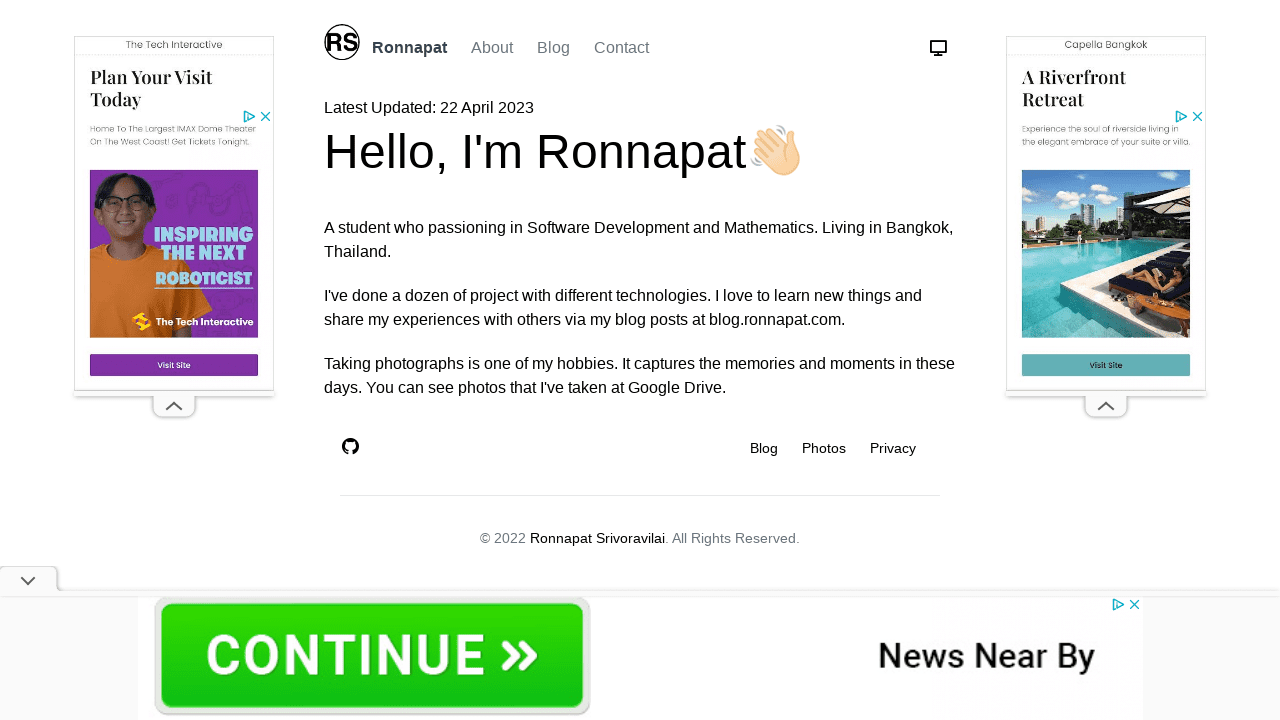 RS
Ronnapat
About
Blog
Contact
Latest Updated: 22 April 2023
Hello, I'm Ronnapat
A student who passioning in Software Development and Mathematics. Living in Bangkok,
Thailand.
I've done a dozen of project with different technologies. I love to learn new things and
share my experiences with others via my blog posts at blog.ronnapat.com.
Taking photographs is one of my hobbies. It captures the memories and moments in these
days. You can see photos that I've taken at Google Drive.
Blog
Photos
Privacy
© 2022 Ronnapat Srivoravilai. All Rights Reserved.
The Tech Interactive
Plan Your Visit
Today
Home To The Largest IMAX Dome Theater
On The West Coast! Get Tickets Tonight.
INSPIRING
THE NEXT
ROBOTICIST
The Tech Interactive
Visit Site
Capella Bangkok
A Riverfront
Retreat
Experience the soul of riverside living in
the elegant embrace of your suite or villa.
Visit Site
CONTINUE
News Near By